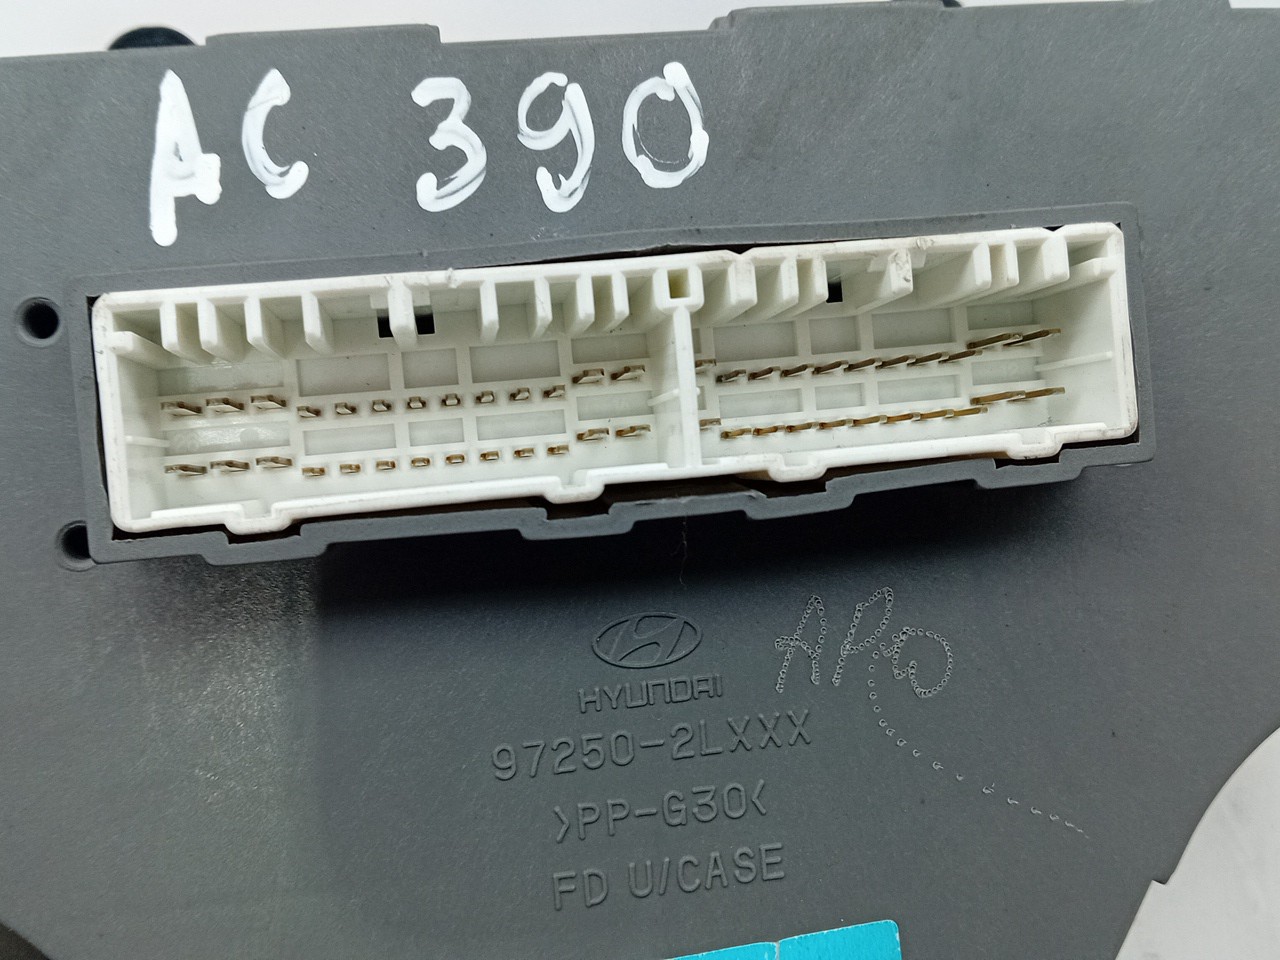 AC 390
HYUNDAI
97250-2LXXX
>PP-G30<
FD U/CASE